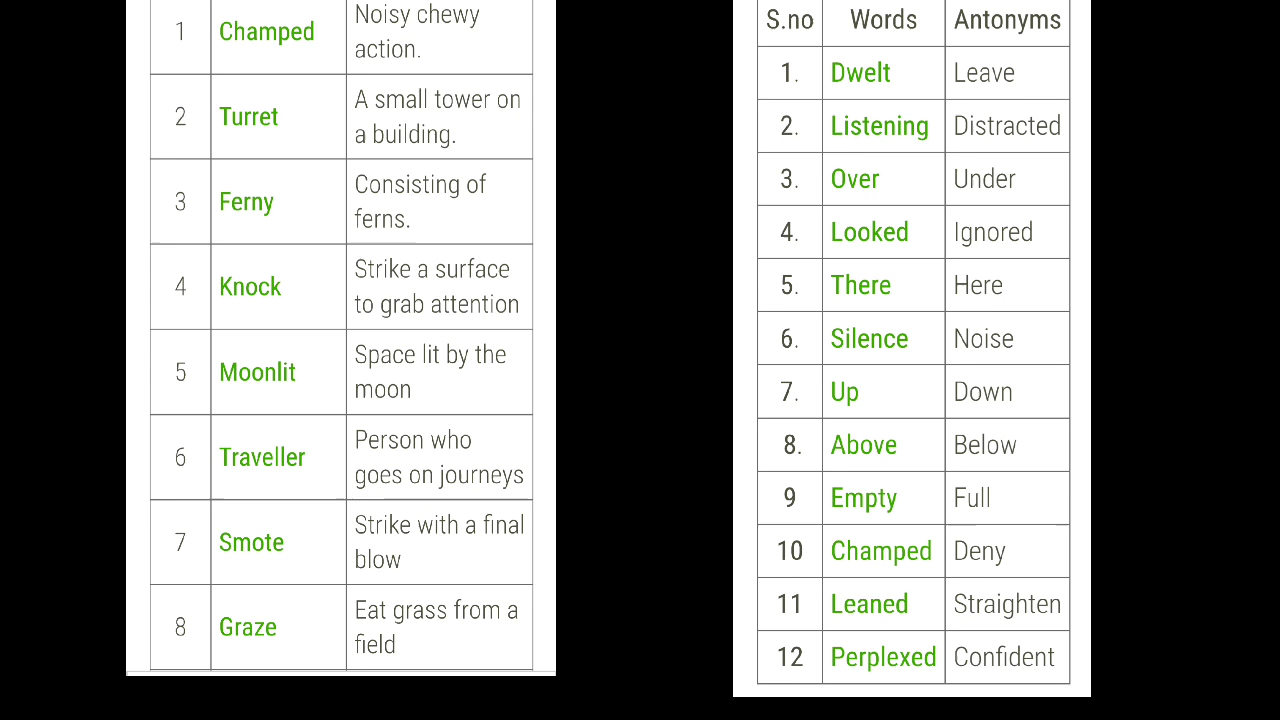 1 Champed Noisy chewy
action.
2 Turret A small tower on
a building.
3 Ferny Consisting of
ferns.
4 Knock Strike a surface
to grab attention
5 Moonlit Space lit by the
moon
6 Traveller Person who
goes on journeys
7 Smote Strike with a final
blow
8 Graze Eat grass from a
field
S.no Words Antonyms
1. Dwelt Leave
2. Listening Distracted
3. Over Under
4. Looked Ignored
5. There Here
6. Silence Noise
7. Up Down
8. Above Below
9 Empty Full
10 Champed Deny
11 Leaned Straighten
12 Perplexed Confident